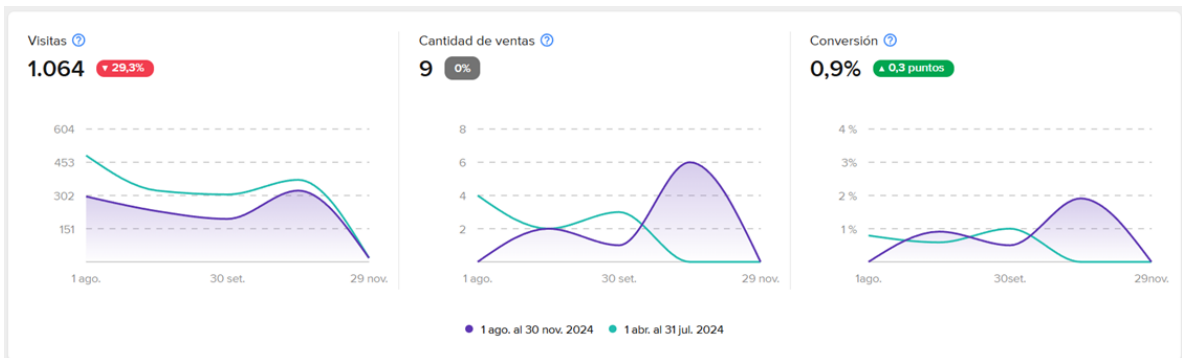 Visitas ?
1.064 ▼ 29,3%
604
453
302
151
1 ago. 30 set. 29 nov.
Cantidad de ventas ?
9 0%
8
6
4
2
1 ago. 30 set. 29 nov.
Conversión ?
0,9% ▲ 0,3 puntos
4%
3%
2%
1%
1ago. 30set. 29nov.
1 ago. al 30 nov. 2024 1 abr. al 31 jul. 2024